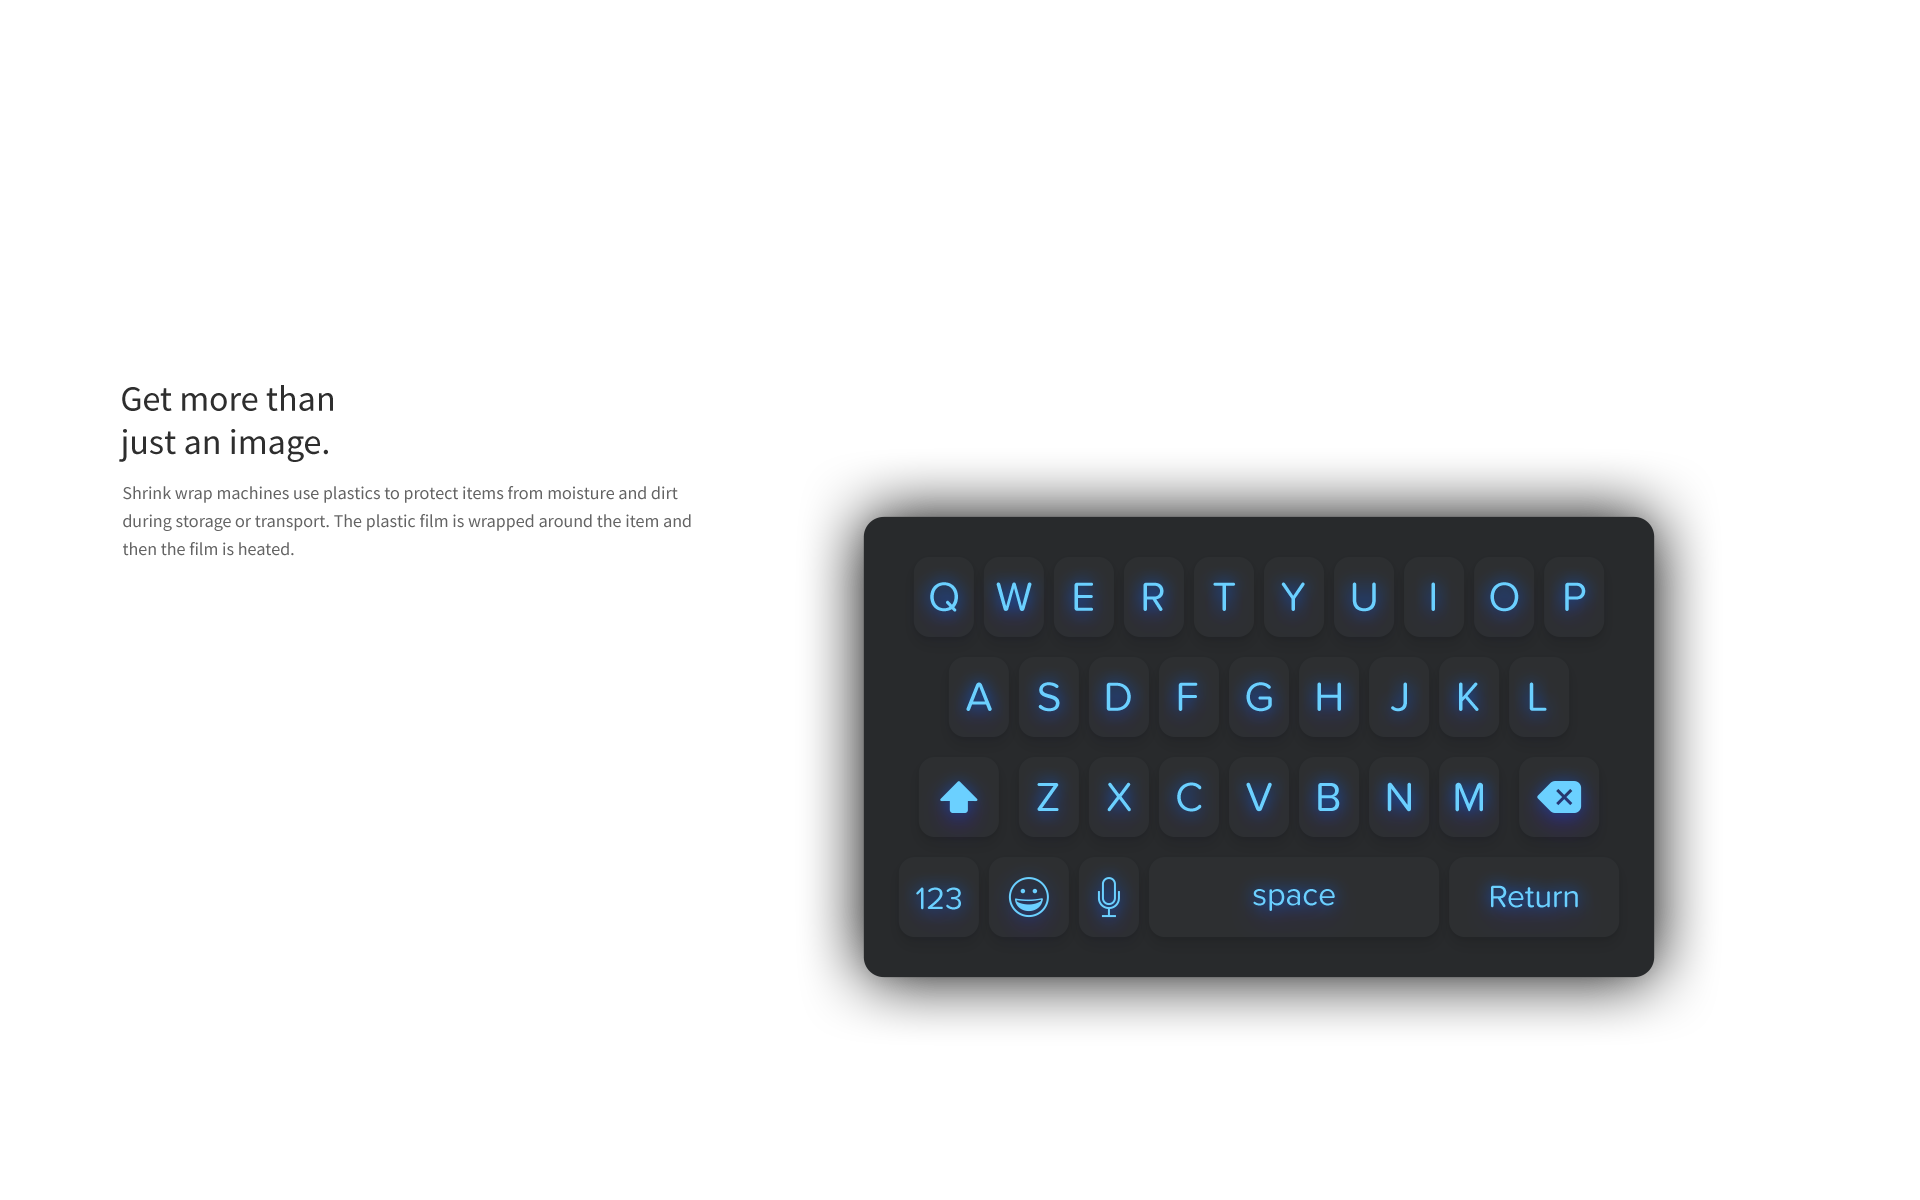 Get more than
just an image.
Shrink wrap machines use plastics to protect items from moisture and dirt
during storage or transport. The plastic film is wrapped around the item and
then the film is heated.
Q W E R T Y U I O P
A S D F G H J K L
Z X C V B N M
123 space Return